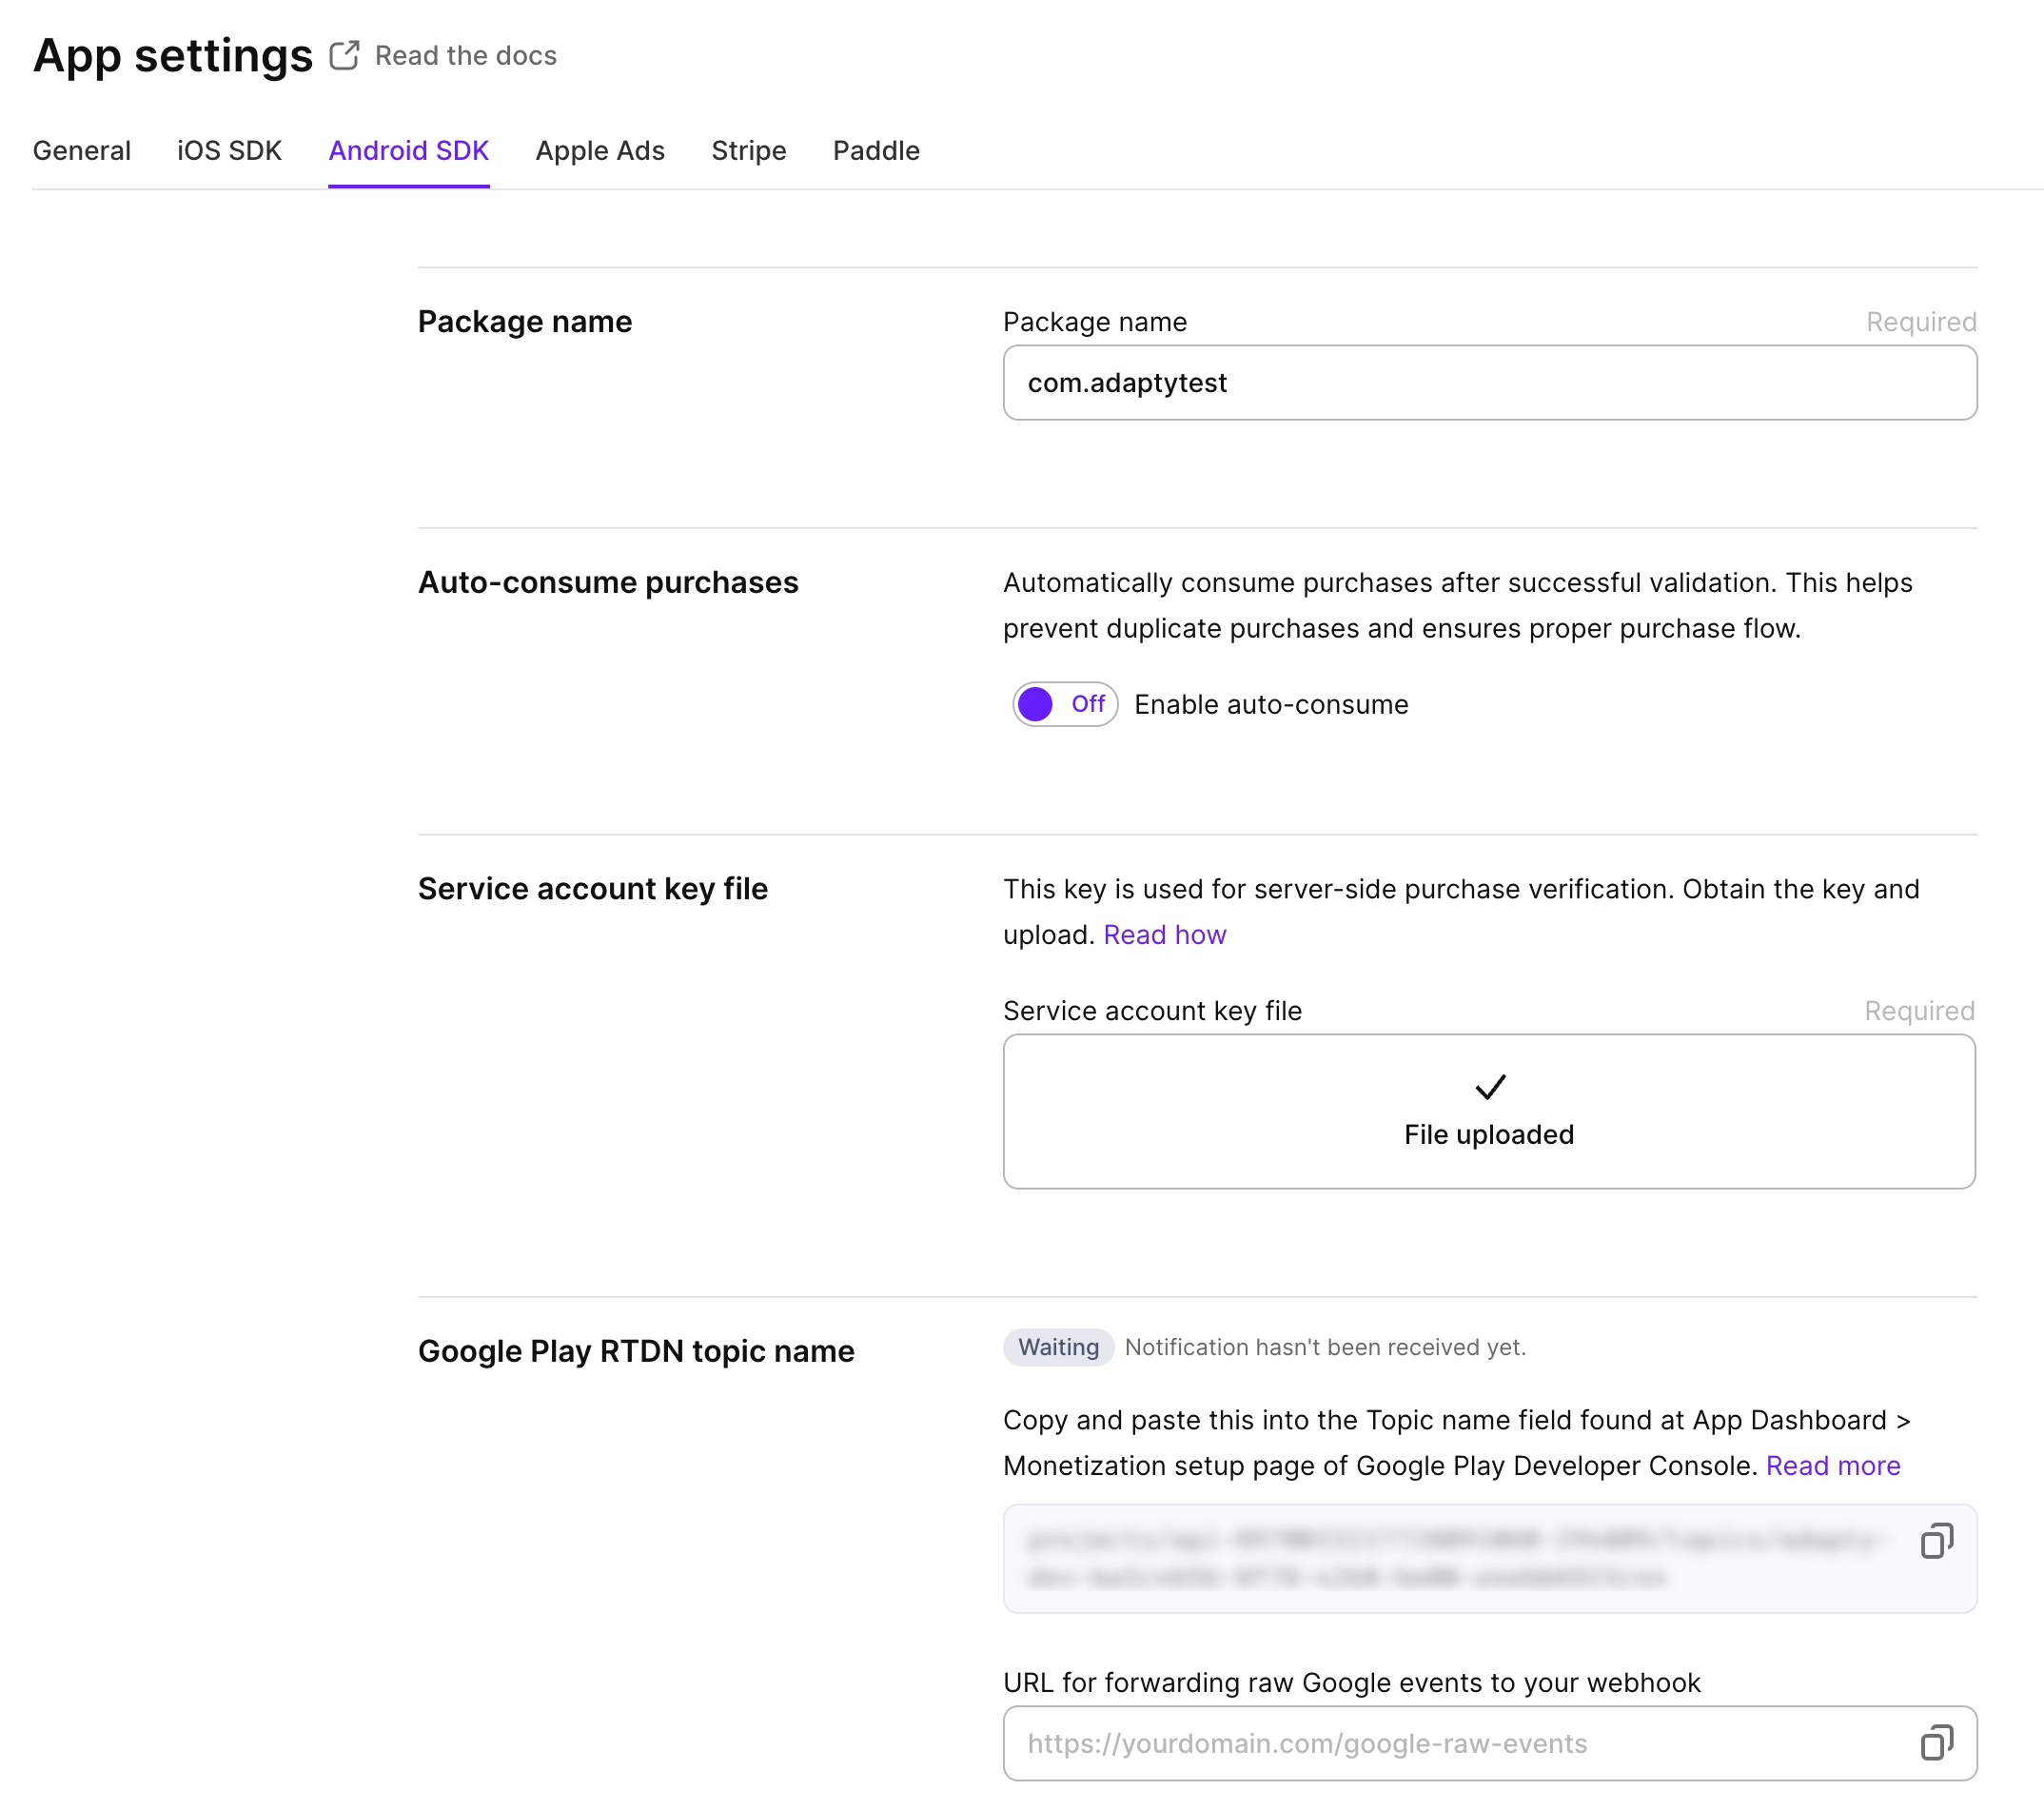 App settings Read the docs
General iOS SDK Android SDK Apple Ads Stripe Paddle
Package name
Package name Required
com.adaptytest
Auto-consume purchases
Automatically consume purchases after successful validation. This helps
prevent duplicate purchases and ensures proper purchase flow.
Off Enable auto-consume
Service account key file
This key is used for server-side purchase verification. Obtain the key and
upload. Read how
Service account key file Required
File uploaded
Google Play RTDN topic name
Waiting Notification hasn't been received yet.
Copy and paste this into the Topic name field found at App Dashboard >
Monetization setup page of Google Play Developer Console. Read more
URL for forwarding raw Google events to your webhook
https://yourdomain.com/google-raw-events